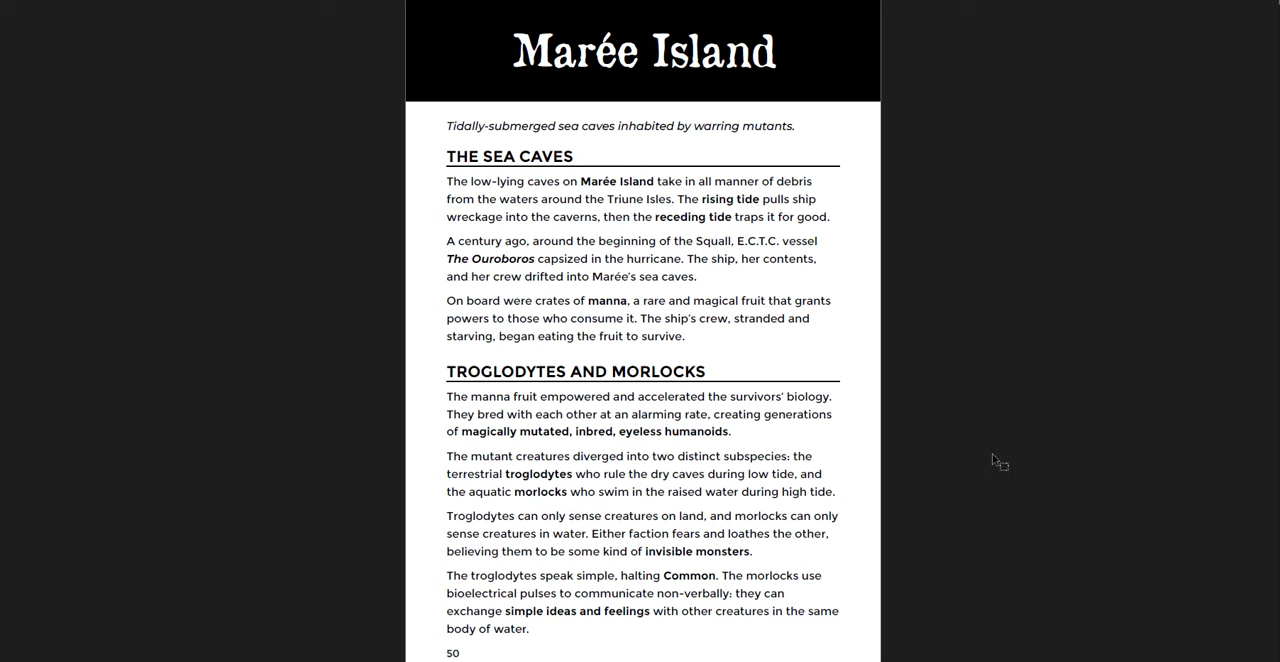 Marée Island
Tidally-submerged sea caves inhabited by warring mutants.
THE SEA CAVES
The low-lying caves on Marée Island take in all manner of debris
from the waters around the Triune Isles. The rising tide pulls ship
wreckage into the caverns, then the receding tide traps it for good.
A century ago, around the beginning of the Squall, E.C.T.C. vessel
The Ouroboros capsized in the hurricane. The ship, her contents,
and her crew drifted into Marée's sea caves.
On board were crates of manna, a rare and magical fruit that grants
powers to those who consume it. The ship's crew, stranded and
starving, began eating the fruit to survive.
TROGLODYTES AND MORLOCKS
The manna fruit empowered and accelerated the survivors' biology.
They bred with each other at an alarming rate, creating generations
of magically mutated, inbred, eyeless humanoids.
The mutant creatures diverged into two distinct subspecies: the
terrestrial troglodytes who rule the dry caves during low tide, and
the aquatic morlocks who swim in the raised water during high tide.
Troglodytes can only sense creatures on land, and morlocks can only
sense creatures in water. Either faction fears and loathes the other,
believing them to be some kind of invisible monsters.
The troglodytes speak simple, halting Common. The morlocks use
bioelectrical pulses to communicate non-verbally: they can
exchange simple ideas and feelings with other creatures in the same
body of water.
50